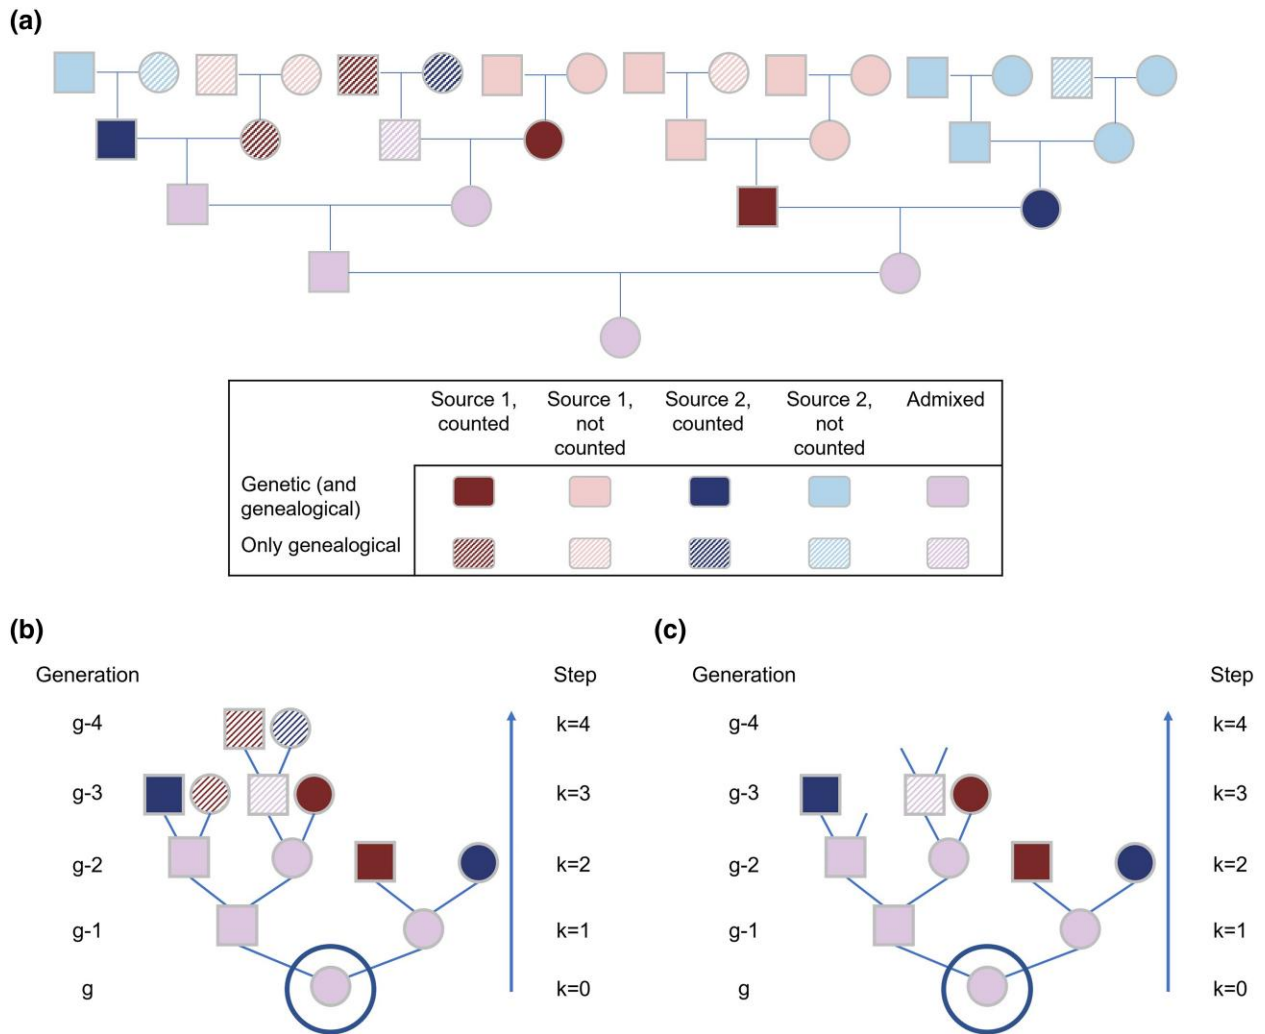 (a)
Source 1,
counted
Source 1,
not
counted
Source 2,
counted
Source 2,
not
counted
Admixed
Genetic (and
genealogical)
Only genealogical
(b)
Generation
Step
g-4
k=4
g-3
k=3
g-2
k=2
g-1
k=1
g
k=0
(c)
Generation
Step
g-4
k=4
g-3
k=3
g-2
k=2
g-1
k=1
g
k=0